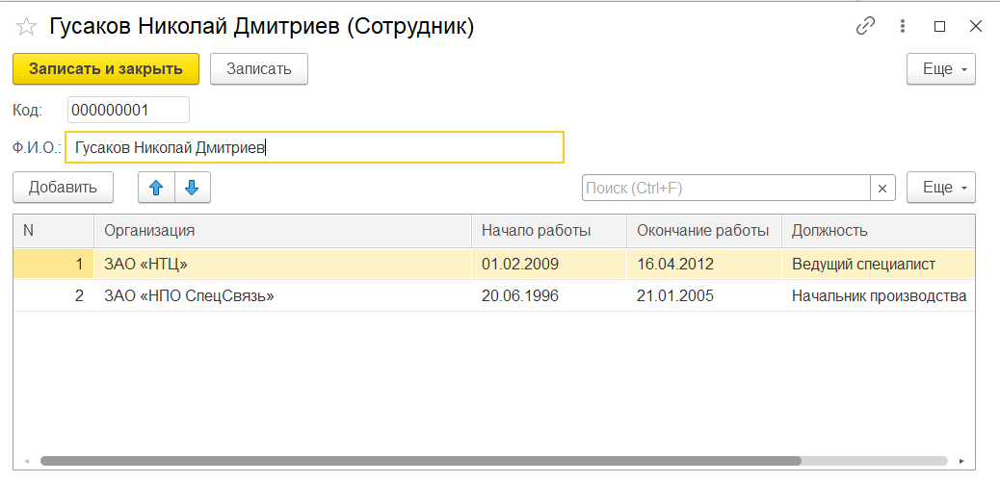 Гусаков Николай Дмитриев (Сотрудник)
Записать и закрыть Записать Еще
Код: 000000001
Ф.И.О.: Гусаков Николай Дмитриев
Добавить Поиск (Ctrl+F) × Еще
N Организация Начало работы Окончание работы Должность
1 ЗАО «НТЦ» 01.02.2009 16.04.2012 Ведущий специалист
2 ЗАО «НПО СпецСвязь» 20.06.1996 21.01.2005 Начальник производства